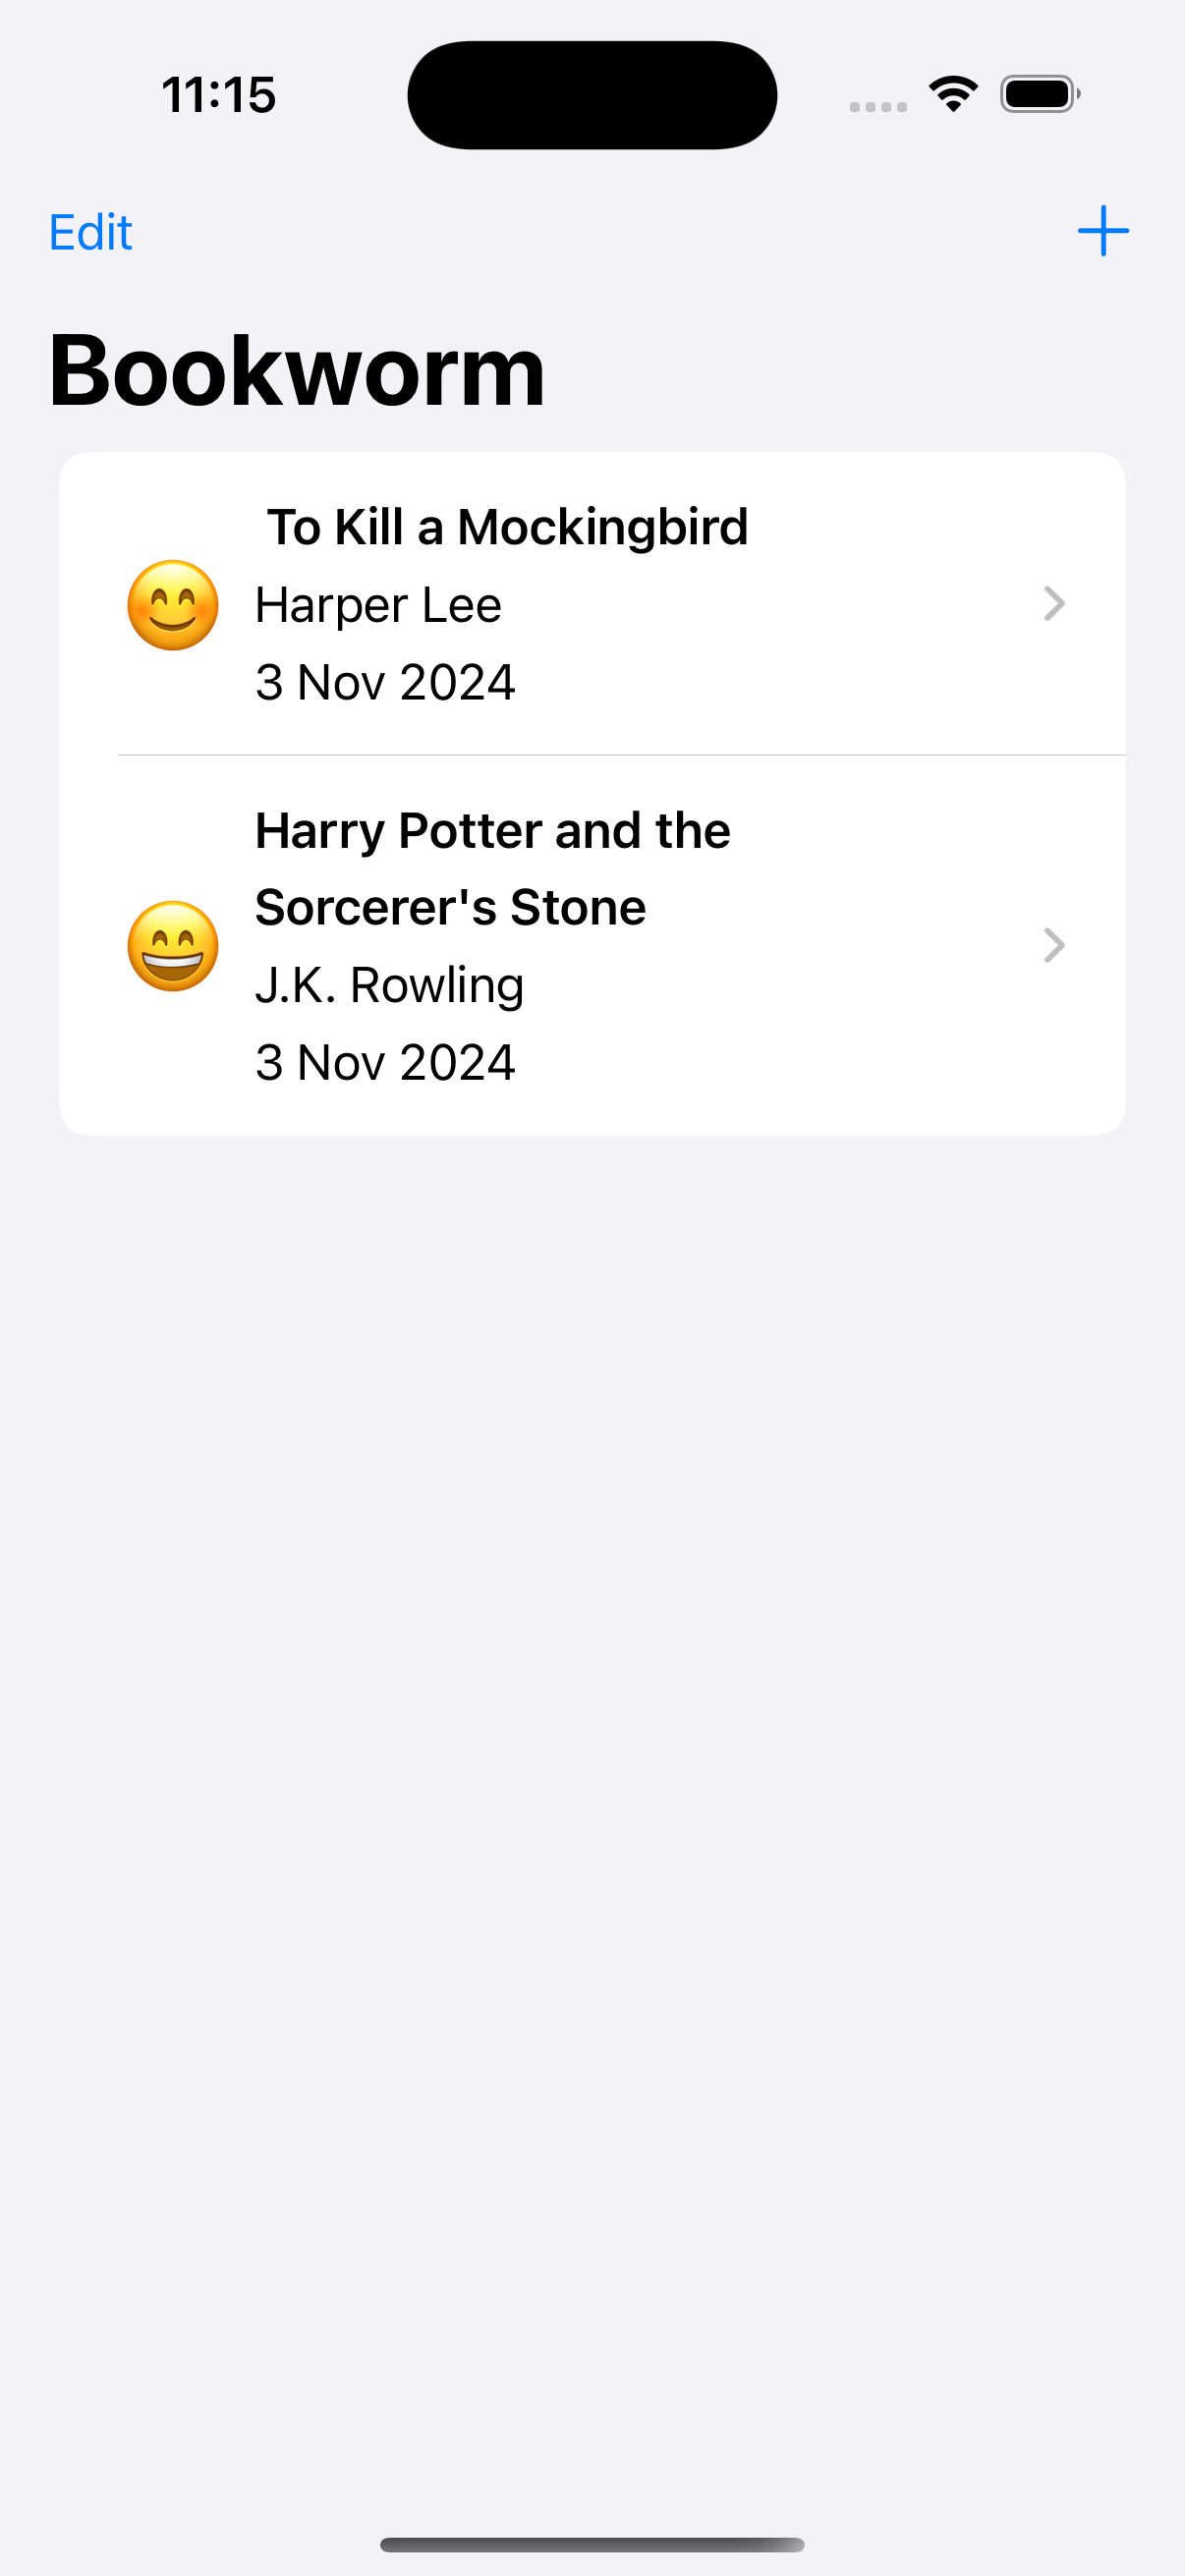 11:15
Edit
Bookworm
To Kill a Mockingbird
Harper Lee
3 Nov 2024
Harry Potter and the
Sorcerer's Stone
J.K. Rowling
3 Nov 2024